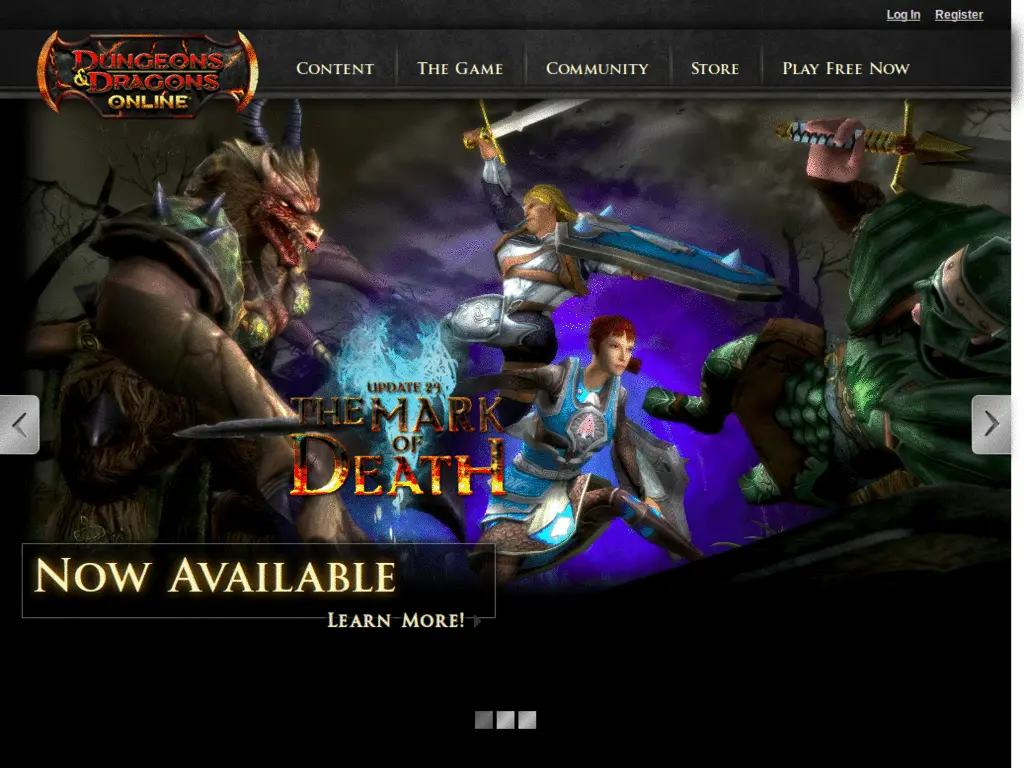 Log In Register
DUNGEONS
& DRAGONS
ONLINE
CONTENT THE GAME COMMUNITY STORE PLAY FREE NOW
UPDATE 29
THE MARK
OF
DEATH
NOW AVAILABLE
LEARN MORE!